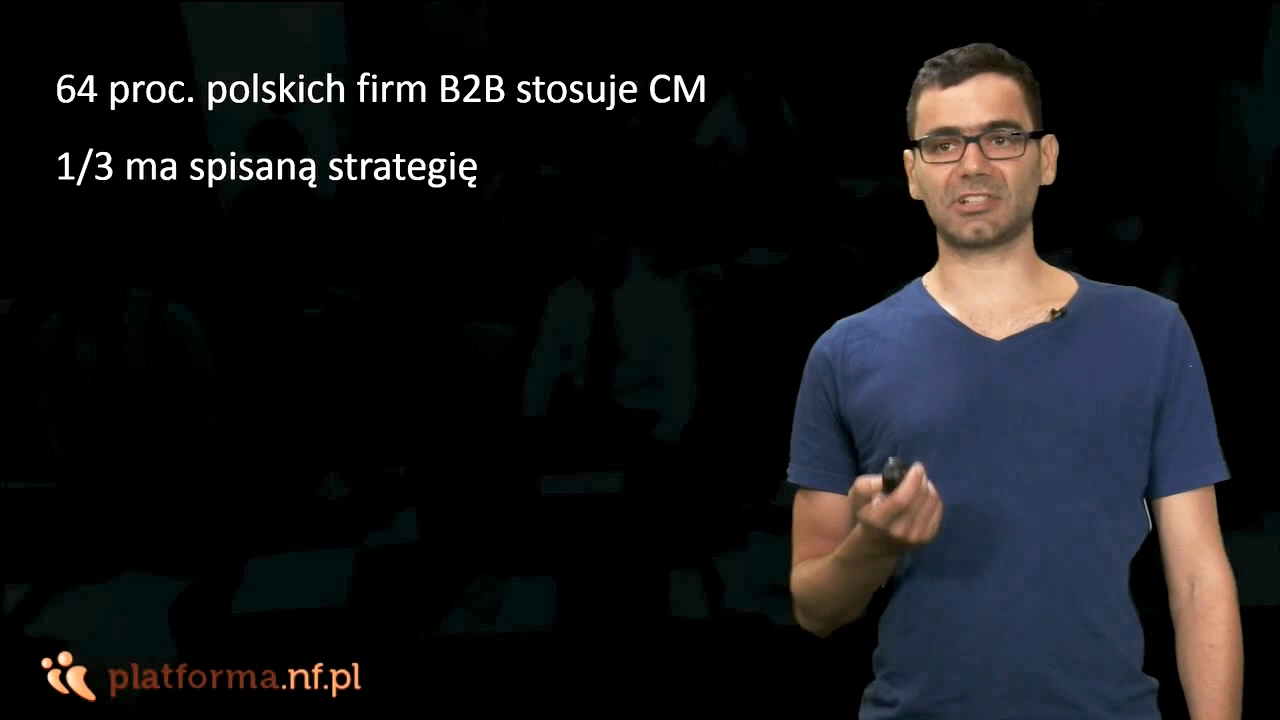 64 proc. polskich firm B2B stosuje CM
1/3 ma spisaną strategię
platforma.nf.pl